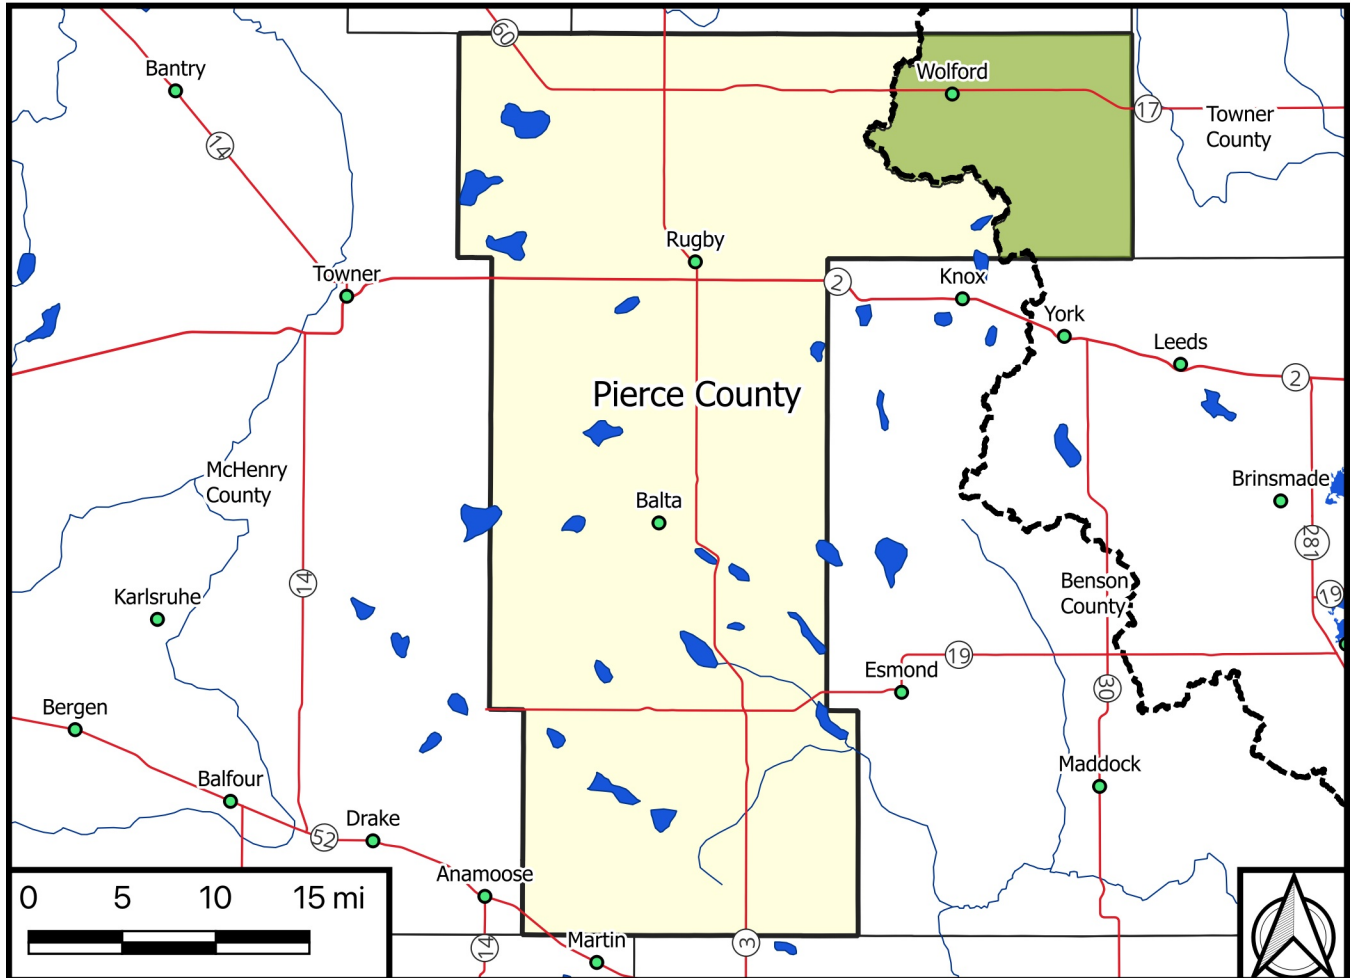 60
Bantry
Wolford
17
Towner
County
14
Rugby
Towner
2
Knox
York
Leeds
2
Pierce County
McHenry
County
Brinsmade
Balta
281
14
Benson
County
19
Karlsruhe
19
Esmond
30
Bergen
Maddock
Balfour
52
Drake
Anamoose
0 5 10 15 mi
14
Martin
3